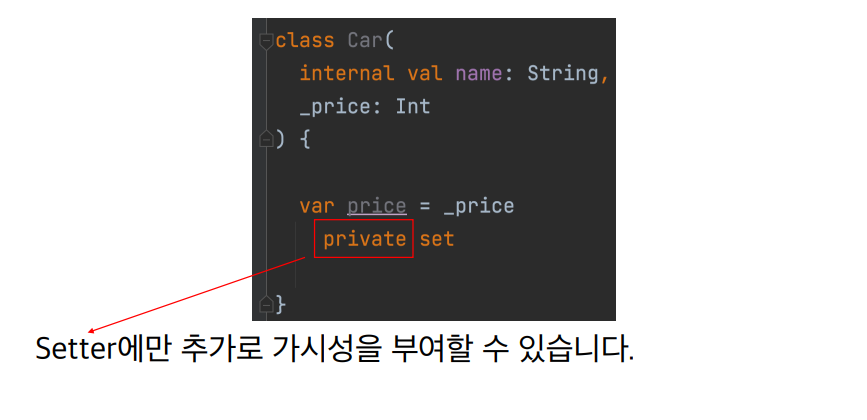 class Car(
internal val name: String,
_price: Int
) {
var price = _price
private set
}
Setter에만 추가로 가시성을 부여할 수 있습니다.